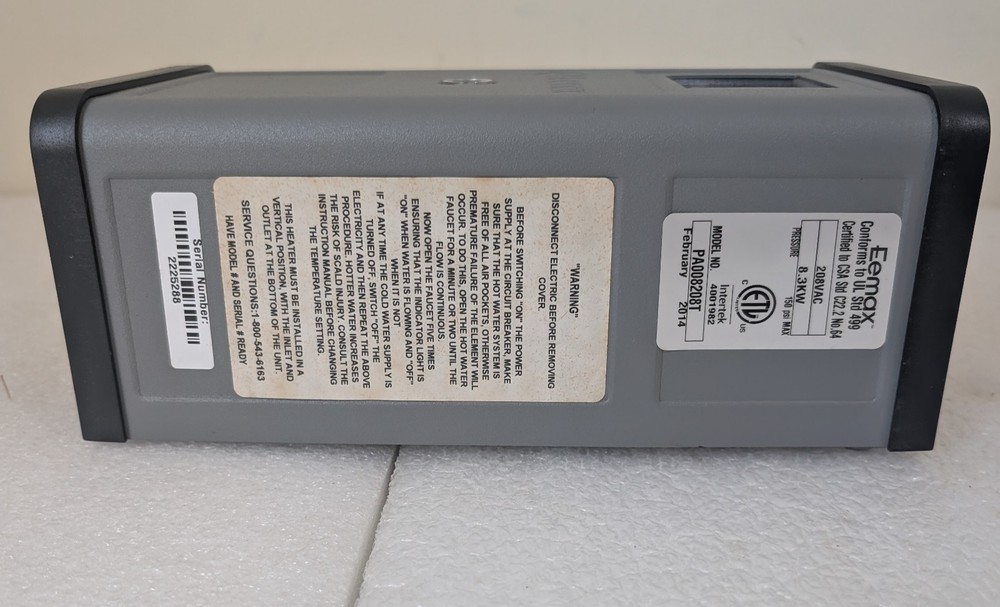 Eemax
Conforms to UL Std 499
Certified to CSA Std C22.2 No.64
208VAC
150 psi MAX
PRESSURE
8.3KW
ETL
C
US
Intertek
4001982
MODEL NO.
PA008208T
February 2014
"WARNING"
DISCONNECT ELECTRIC BEFORE REMOVING
COVER.
BEFORE SWITCHING "ON" THE POWER
SUPPLY AT THE CIRCUIT BREAKER, MAKE
SURE THAT THE HOT WATER SYSTEM IS
FREE OF ALL AIR POCKETS, OTHERWISE
PREMATURE FAILURE OF THE ELEMENT WILL
OCCUR. TO DO THIS, OPEN THE HOT WATER
FAUCET FOR A MINUTE OR TWO UNTIL THE
FLOW IS CONTINUOUS.
NOW OPEN THE FAUCET FIVE TIMES
ENSURING THAT THE INDICATOR LIGHT IS
"ON" WHEN WATER IS FLOWING AND "OFF"
WHEN IT IS NOT
IF AT ANY TIME THE COLD WATER SUPPLY IS
TURNED OFF, SWITCH "OFF" THE
ELECTRICITY AND THEN REPEAT THE ABOVE
PROCEDURE. HOTTER WATER INCREASES
THE RISK OF SCALD INJURY. CONSULT THE
INSTRUCTION MANUAL BEFORE CHANGING
THE TEMPERATURE SETTING.
THIS HEATER MUST BE INSTALLED IN A
VERTICAL POSITION, WITH THE INLET AND
OUTLET AT THE BOTTOM OF THE UNIT.
SERVICE QUESTIONS:1-800-543-6163
HAVE MODEL # AND SERIAL # READY
Serial Number:
2225288